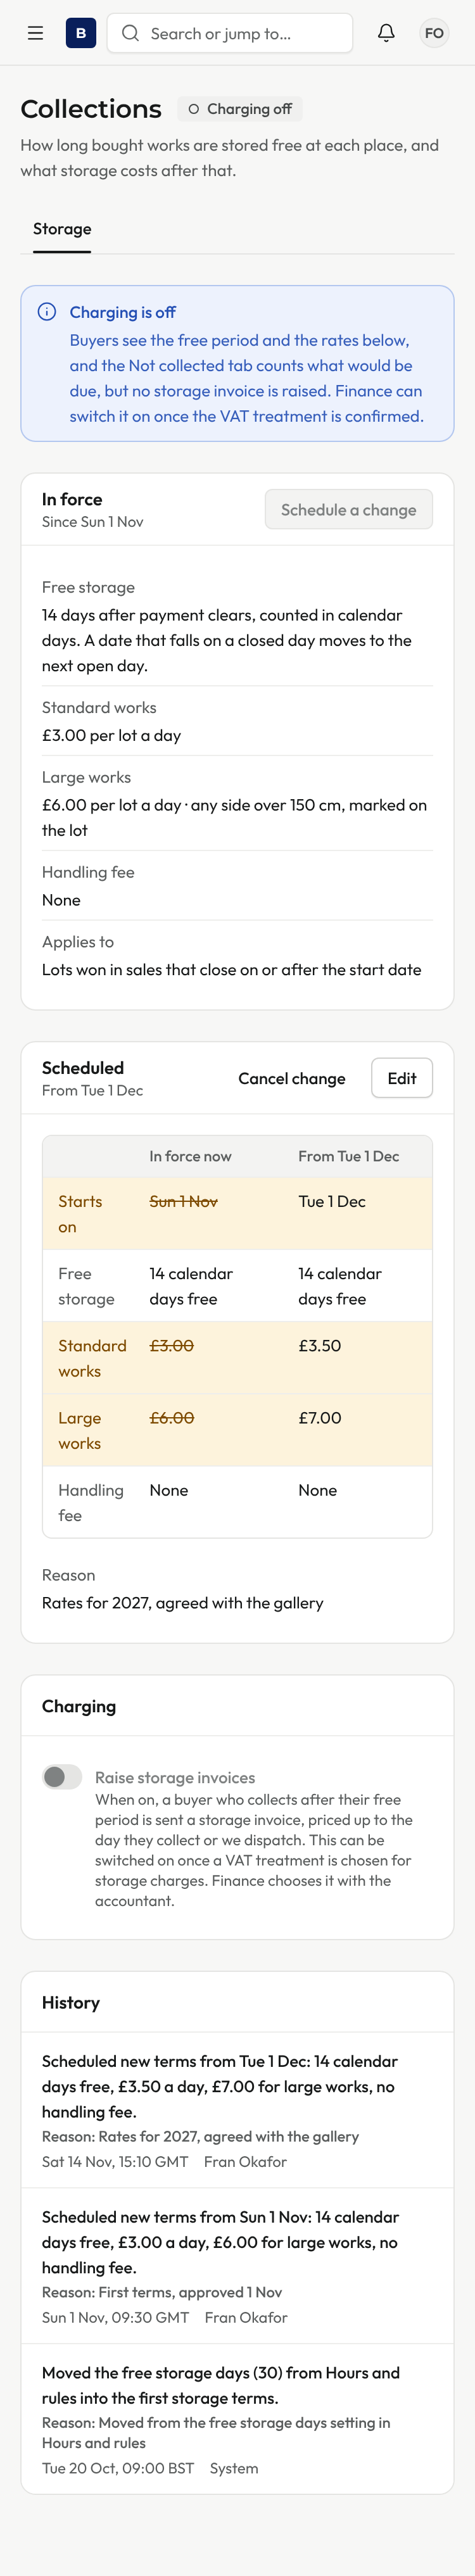 B
Search or jump to...
FO
Collections
Charging off
How long bought works are stored free at each place, and
what storage costs after that.
Storage
Charging is off
Buyers see the free period and the rates below,
and the Not collected tab counts what would be
due, but no storage invoice is raised. Finance can
switch it on once the VAT treatment is confirmed.
In force
Since Sun 1 Nov
Schedule a change
Free storage
14 days after payment clears, counted in calendar
days. A date that falls on a closed day moves to the
next open day.
Standard works
£3.00 per lot a day
Large works
£6.00 per lot a day · any side over 150 cm, marked on
the lot
Handling fee
None
Applies to
Lots won in sales that close on or after the start date
Scheduled
From Tue 1 Dec
Cancel change
Edit
In force now
From Tue 1 Dec
Starts
on
Sun 1 Nov
Tue 1 Dec
Free
storage
14 calendar
days free
14 calendar
days free
Standard
works
£3.00
£3.50
Large
works
£6.00
£7.00
Handling
fee
None
None
Reason
Rates for 2027, agreed with the gallery
Charging
Raise storage invoices
When on, a buyer who collects after their free
period is sent a storage invoice, priced up to the
day they collect or we dispatch. This can be
switched on once a VAT treatment is chosen for
storage charges. Finance chooses it with the
accountant.
History
Scheduled new terms from Tue 1 Dec: 14 calendar
days free, £3.50 a day, £7.00 for large works, no
handling fee.
Reason: Rates for 2027, agreed with the gallery
Sat 14 Nov, 15:10 GMT Fran Okafor
Scheduled new terms from Sun 1 Nov: 14 calendar
days free, £3.00 a day, £6.00 for large works, no
handling fee.
Reason: First terms, approved 1 Nov
Sun 1 Nov, 09:30 GMT Fran Okafor
Moved the free storage days (30) from Hours and
rules into the first storage terms.
Reason: Moved from the free storage days setting in
Hours and rules
Tue 20 Oct, 09:00 BST System